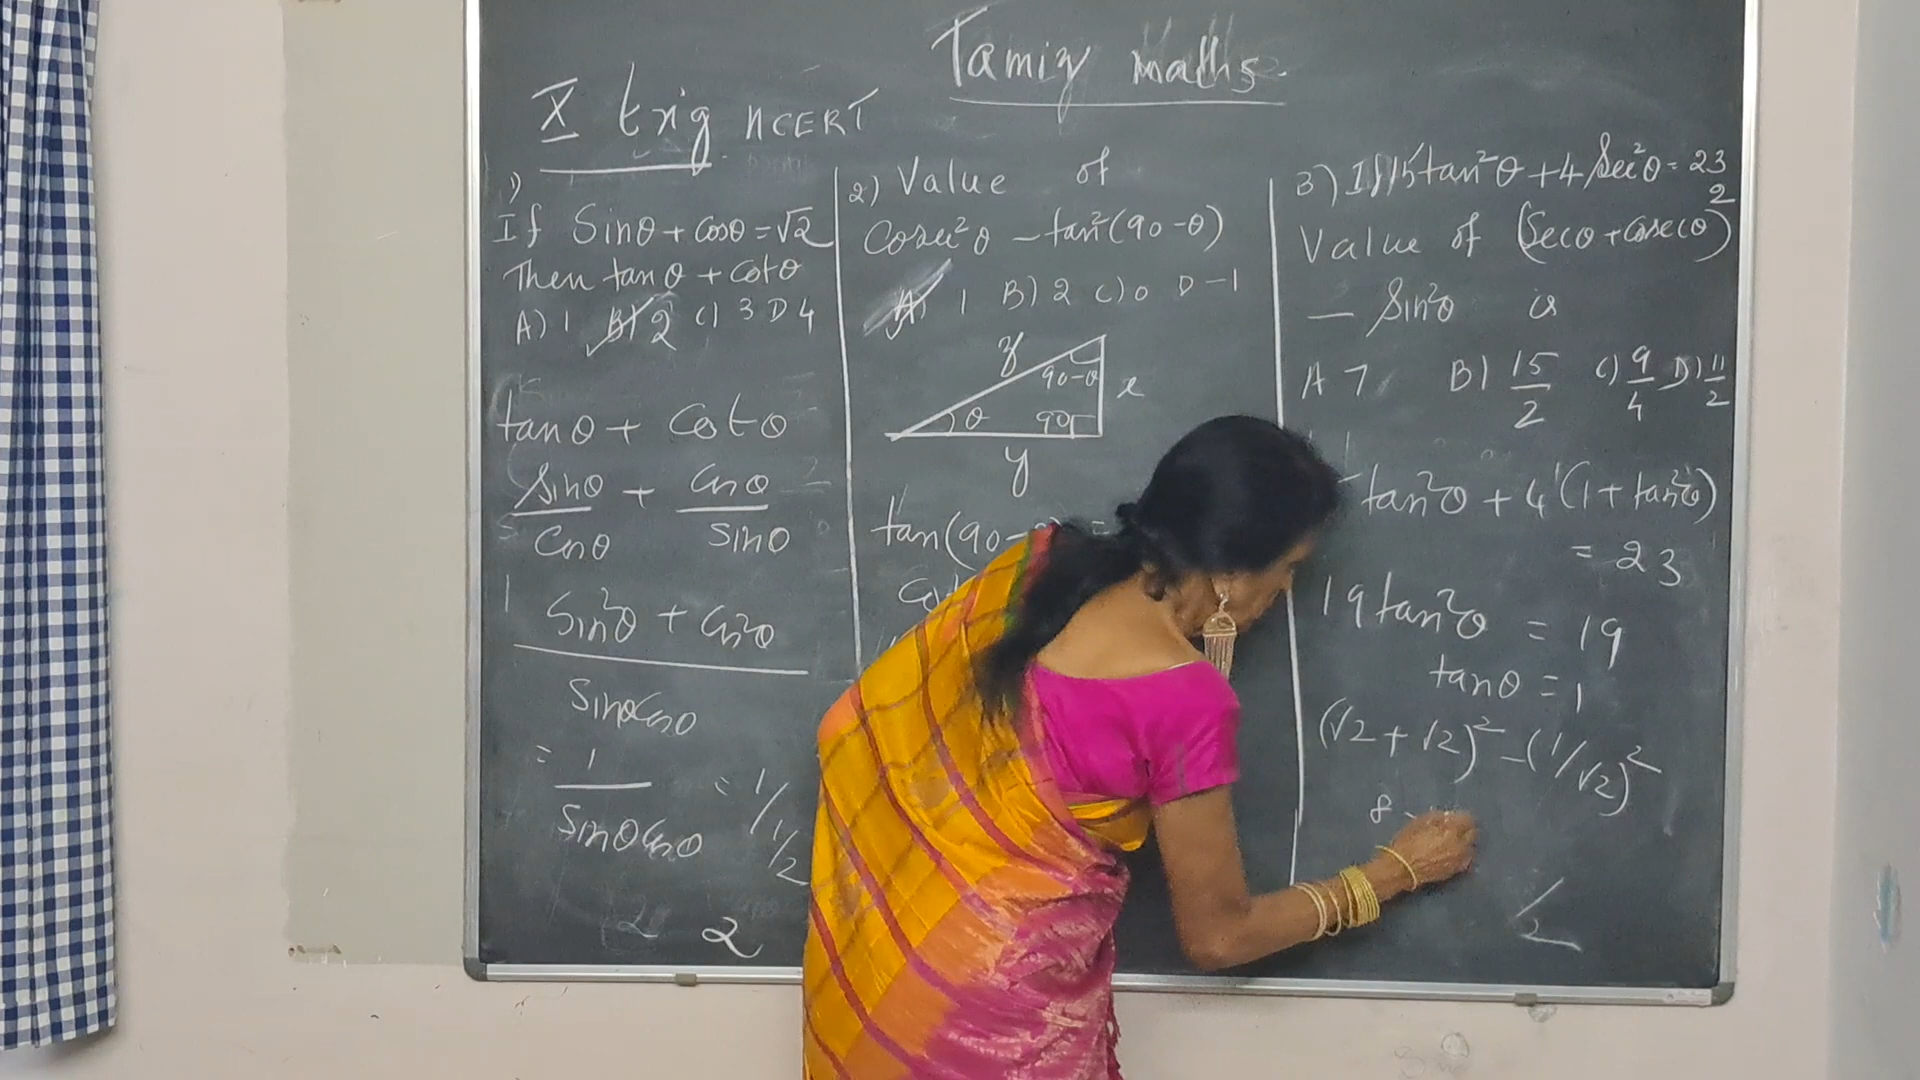 Tamizh maths.
X trig NCERT
1)
If Sinθ + cosθ = √2
Then tanθ + cotθ
A) 1 B) 2 C) 3 D 4
tanθ + cotθ
sinθ/cosθ + cosθ/sinθ
sin²θ + cos²θ
sinθcosθ
= 1/sinθcosθ = 1/1/2
2
2) Value of
Cosec²θ – tan²(90-θ)
A) 1 B) 2 C) 0 D -1
90-θ
x
θ 90
y
tan(90-
=
3) If 15tan²θ + 4 Sec²θ = 23
Value of (Secθ + cosecθ)²
– Sin²θ is
A 7 B) 15/2 C) 9/4 D) 11/2
tan²θ + 4(1 + tan²θ)
= 23
19tan²θ = 19
tanθ = 1
(√2 + √2)² – (1/√2)²
8 -